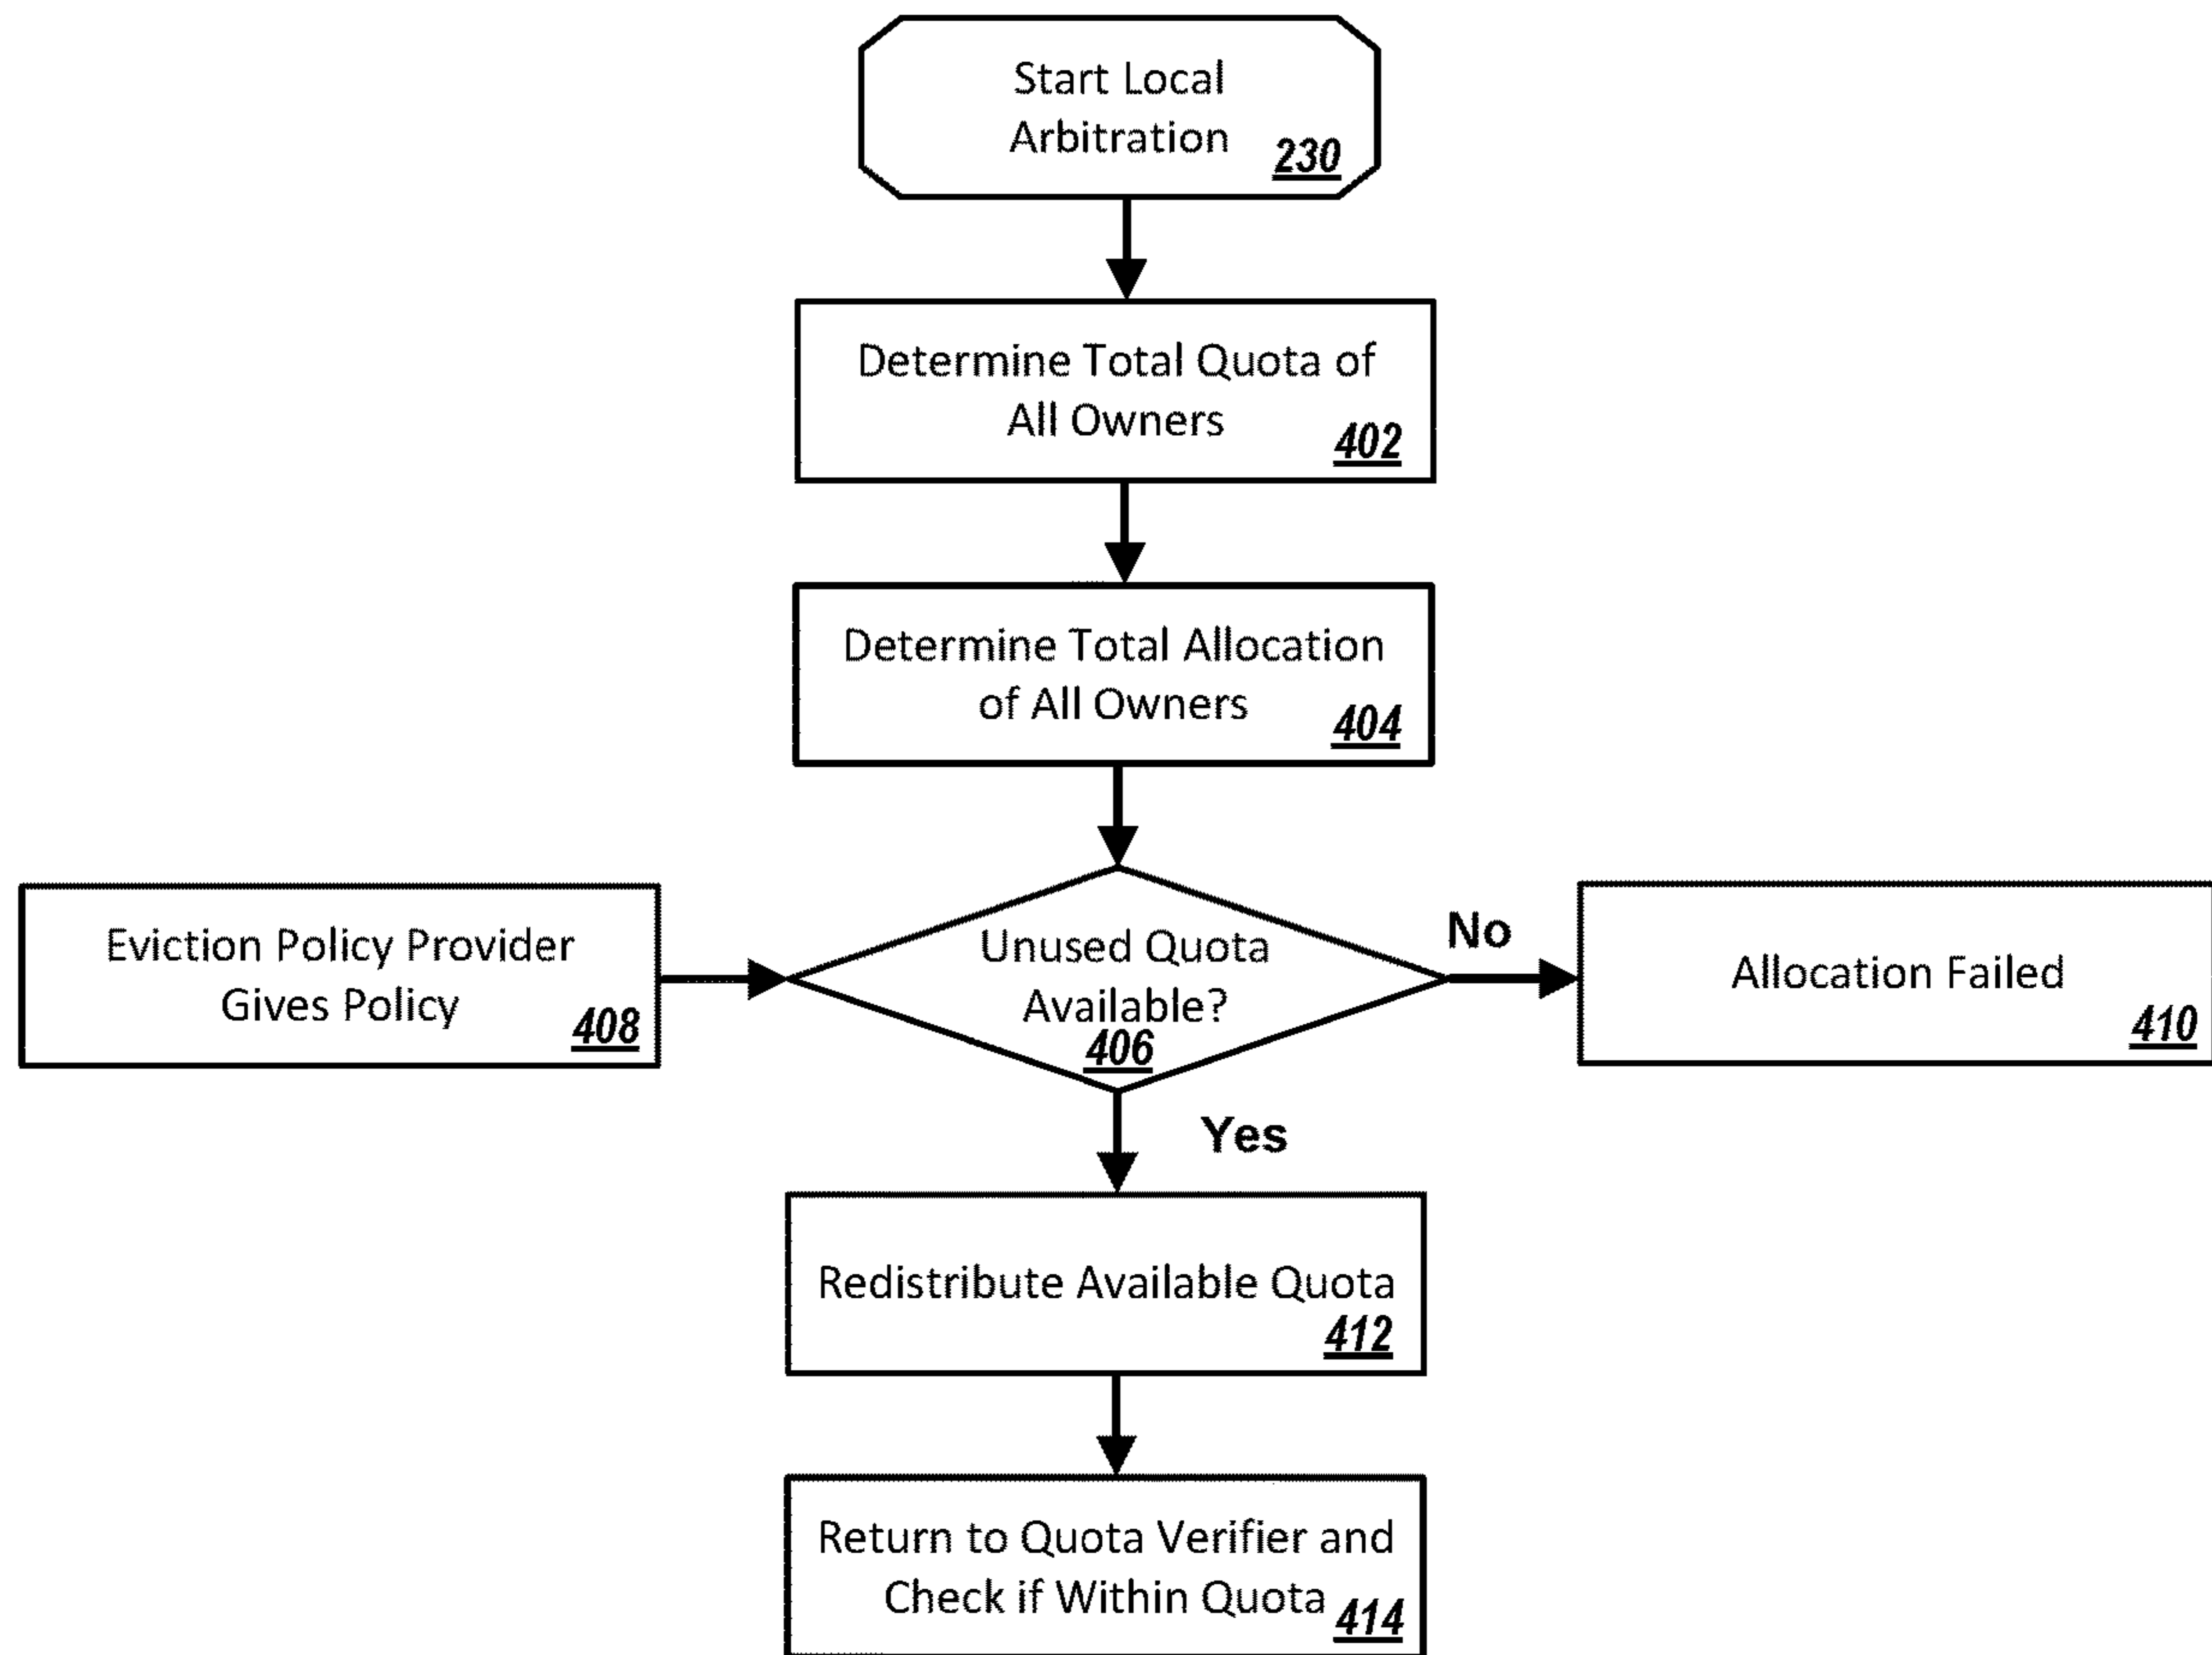 Start Local
Arbitration
230
Determine Total Quota of
All Owners
402
Determine Total Allocation
of All Owners
404
Eviction Policy Provider
Gives Policy
408
Unused Quota
Available?
406
No
Allocation Failed
410
Yes
Redistribute Available Quota
412
Return to Quota Verifier and
Check if Within Quota
414